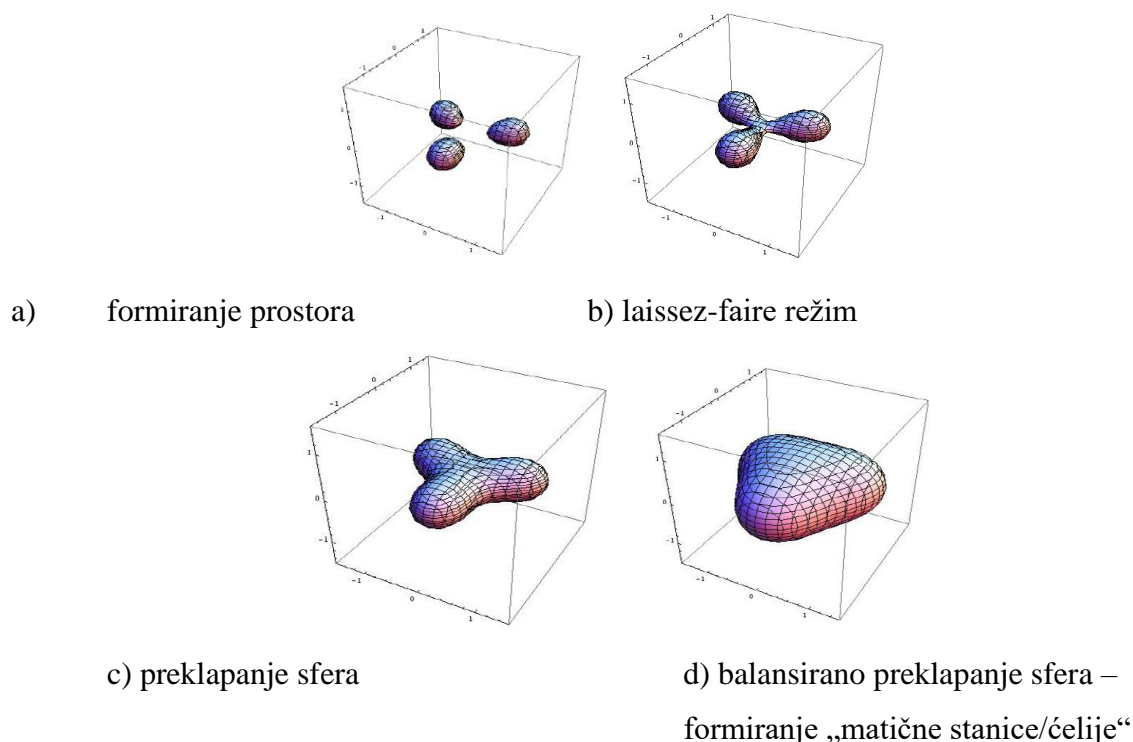 a) formiranje prostora b) laissez-faire režim
c) preklapanje sfera d) balansirano preklapanje sfera –
formiranje „matične stanice/ćelije“